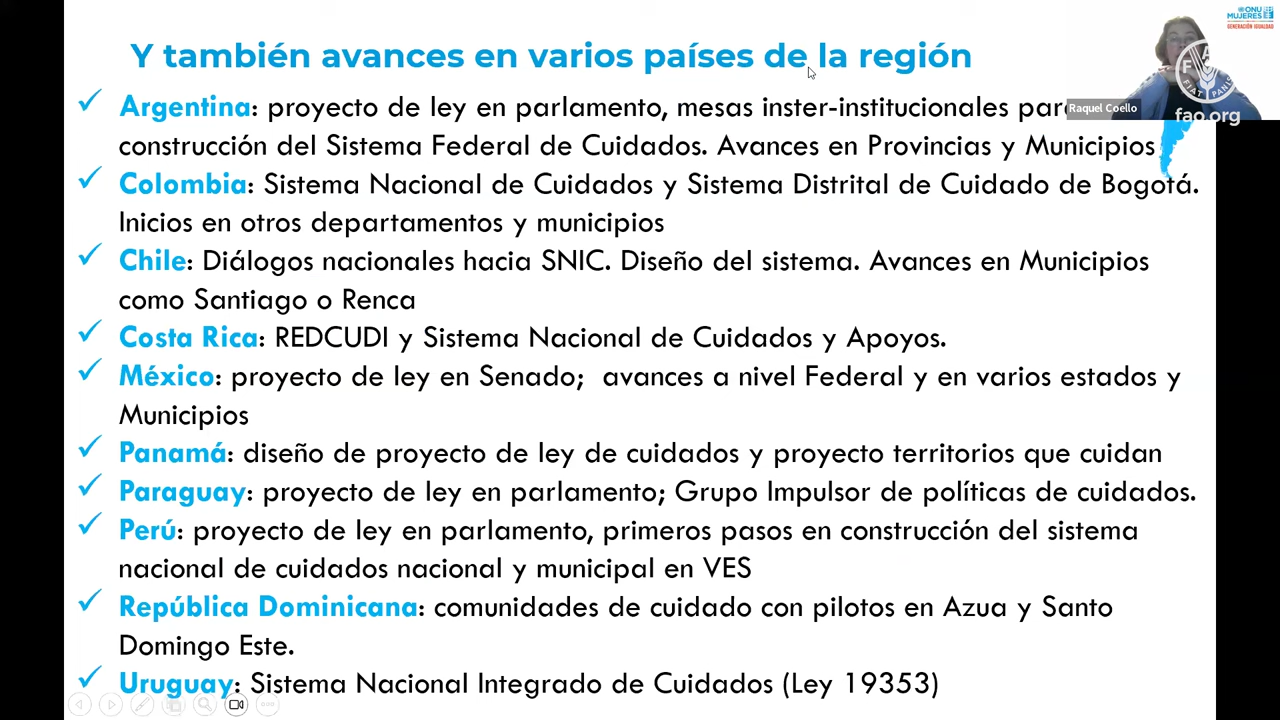 Y también avances en varios países de la región
ONU
MUJERES
GENERACIÓN IGUALDAD
FIAT PANIS
fao.org
Raquel Coello
Argentina: proyecto de ley en parlamento, mesas inster-institucionales para
construcción del Sistema Federal de Cuidados. Avances en Provincias y Municipios
Colombia: Sistema Nacional de Cuidados y Sistema Distrital de Cuidado de Bogotá.
Inicios en otros departamentos y municipios
Chile: Diálogos nacionales hacia SNIC. Diseño del sistema. Avances en Municipios
como Santiago o Renca
Costa Rica: REDCUDI y Sistema Nacional de Cuidados y Apoyos.
México: proyecto de ley en Senado; avances a nivel Federal y en varios estados y
Municipios
Panamá: diseño de proyecto de ley de cuidados y proyecto territorios que cuidan
Paraguay: proyecto de ley en parlamento; Grupo Impulsor de políticas de cuidados.
Perú: proyecto de ley en parlamento, primeros pasos en construcción del sistema
nacional de cuidados nacional y municipal en VES
República Dominicana: comunidades de cuidado con pilotos en Azua y Santo
Domingo Este.
Uruguay: Sistema Nacional Integrado de Cuidados (Ley 19353)